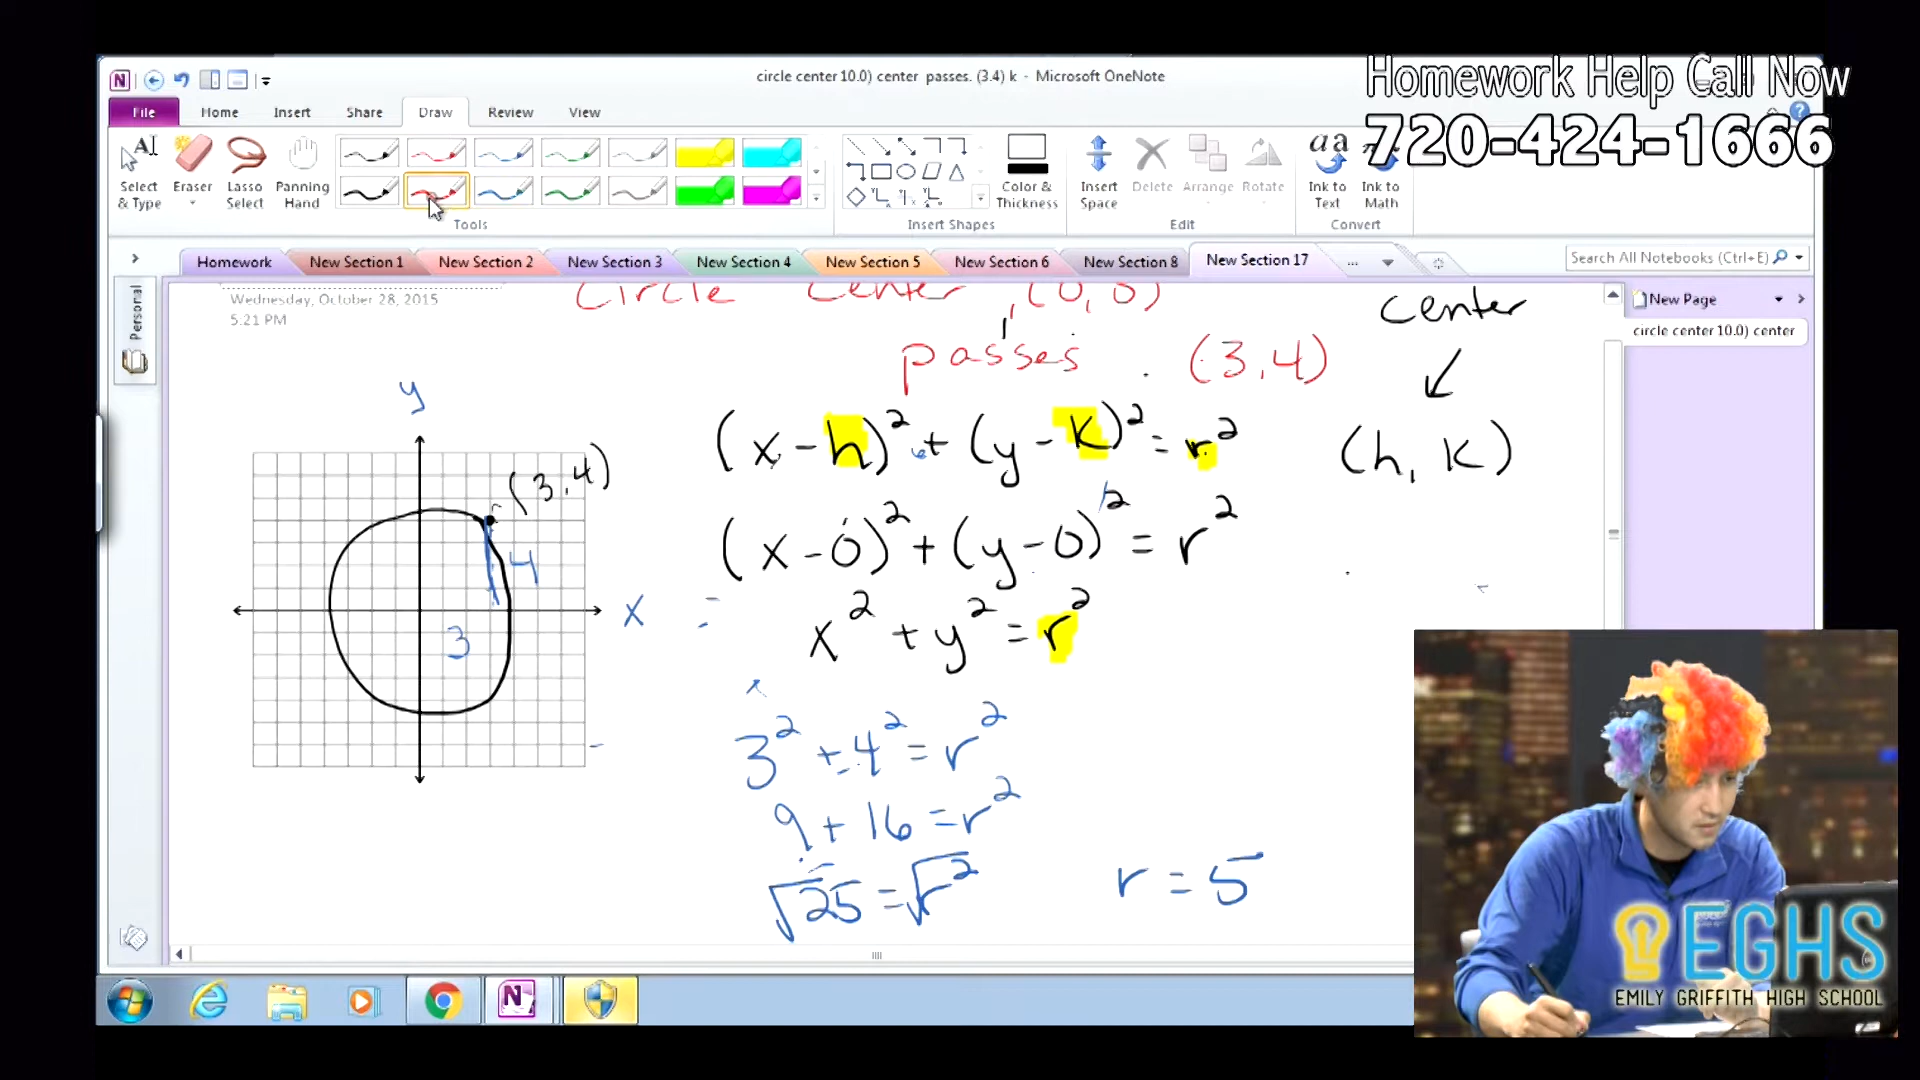 Homework Help Call Now
720-424-1666
circle center 10.0) center passes. (3.4) k - Microsoft OneNote
File Home Insert Share Draw Review View
Select & Type
Eraser
Lasso Select
Panning Hand
Color & Thickness
Insert Space
Delete
Arrange
Rotate
Ink to Text
Ink to Math
Tools
Insert Shapes
Edit
Convert
Homework New Section 1 New Section 2 New Section 3 New Section 4 New Section 5 New Section 6 New Section 8 New Section 17 ...
Search All Notebooks (Ctrl+E)
Personal
New Page
circle center 10.0) center
Wednesday, October 28, 2015
5:21 PM
Circle center (0,0)
passes (3,4)
center
(h, k)
y
(3,4)
4
3
x
(x - h)² + (y - k)² = r²
(x - 0)² + (y - 0)² = r²
x² + y² = r²
3² + 4² = r²
9 + 16 = r²
√25 = √r²
r = 5
EGHS
EMILY GRIFFITH HIGH SCHOOL